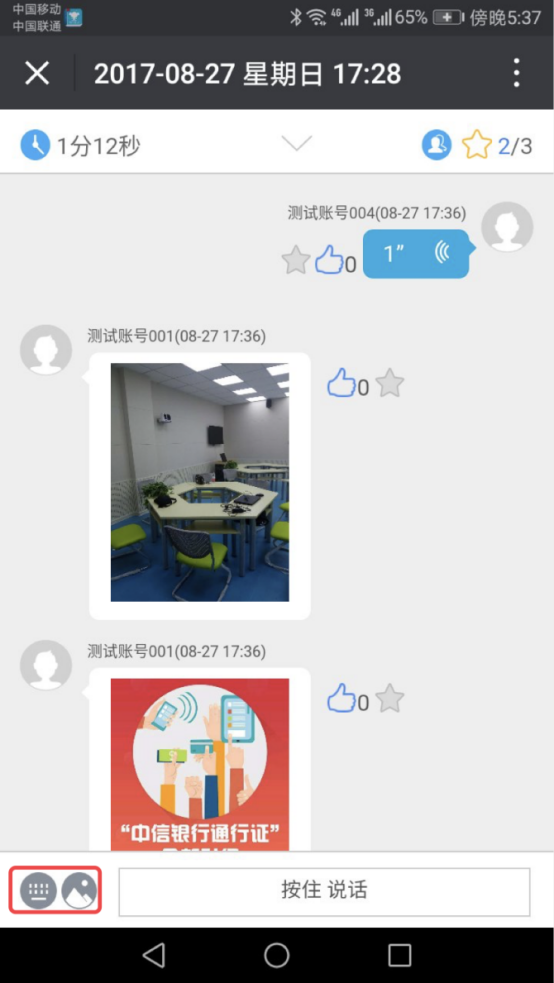 中国移动
中国联通
4G 3G 65% 傍晚5:37
2017-08-27 星期日 17:28
1分12秒 2/3
测试账号004(08-27 17:36)
0 1”
测试账号001(08-27 17:36)
0
测试账号001(08-27 17:36)
0
“中信银行通行证”
按住 说话